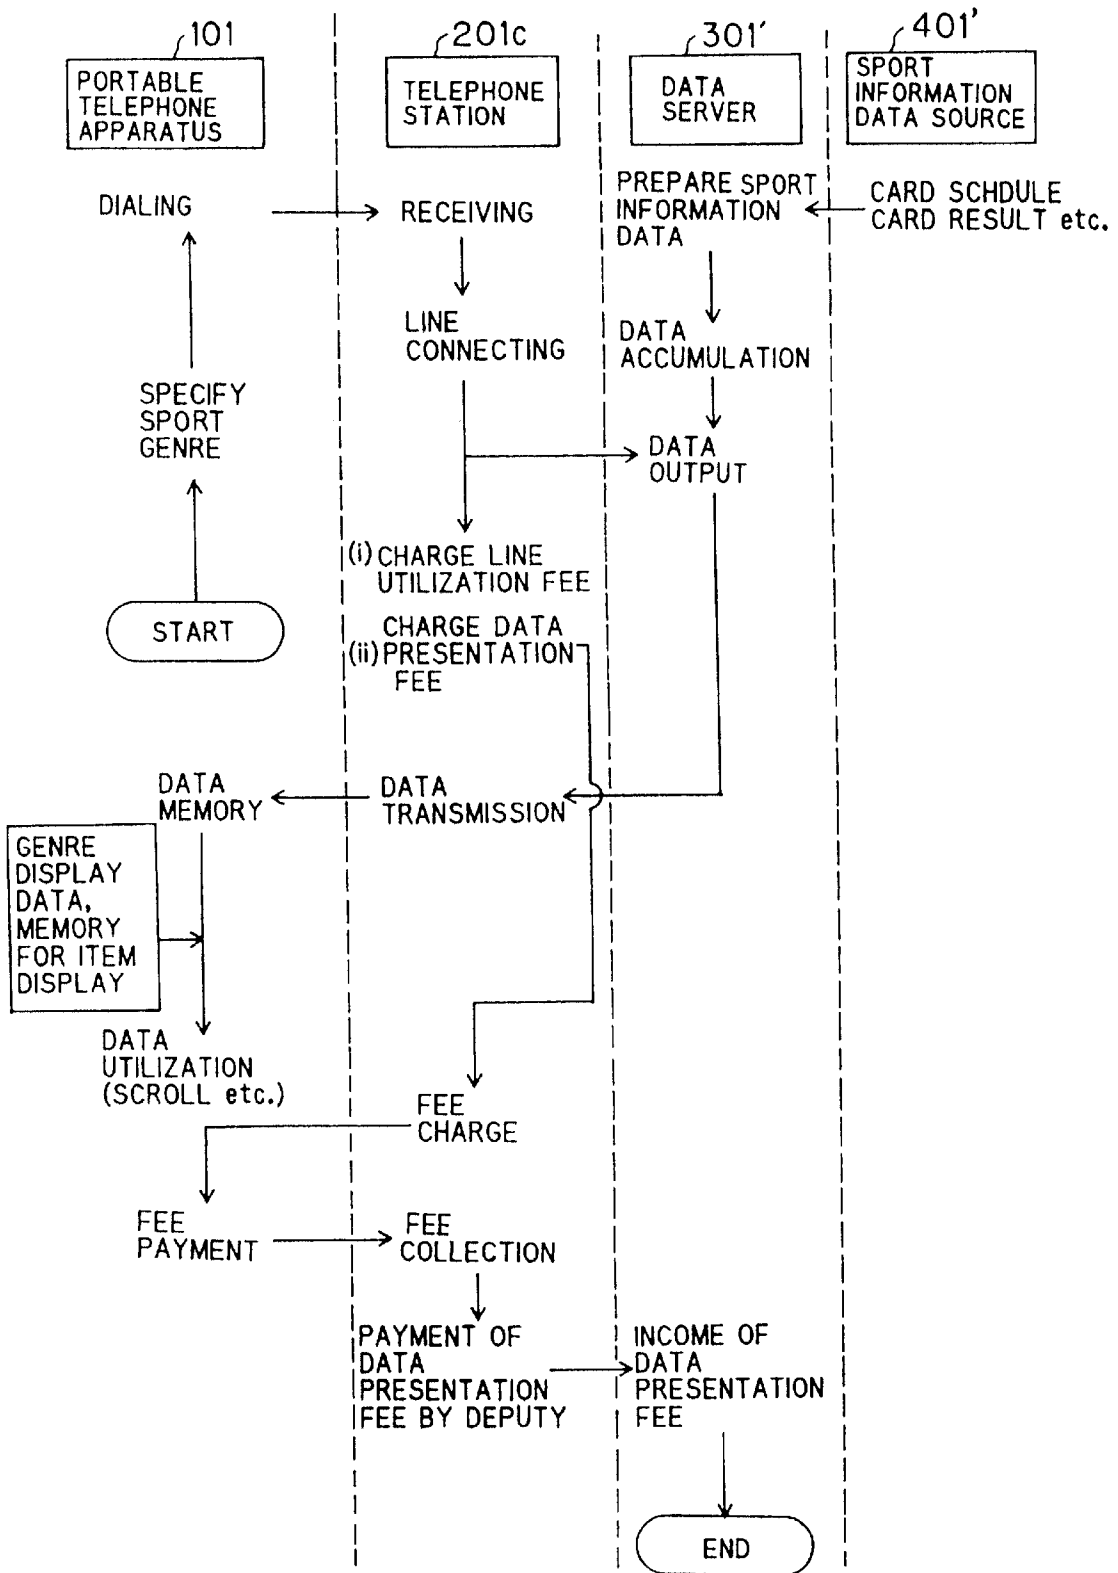 101
201c
301'
401'
PORTABLE
TELEPHONE
APPARATUS
TELEPHONE
STATION
DATA
SERVER
SPORT
INFORMATION
DATA SOURCE
DIALING
RECEIVING
PREPARE SPORT
INFORMATION
DATA
CARD SCHDULE
CARD RESULT etc.
LINE
CONNECTING
DATA
ACCUMULATION
SPECIFY
SPORT
GENRE
DATA
OUTPUT
(i) CHARGE LINE
UTILIZATION FEE
START
CHARGE DATA
(ii) PRESENTATION
FEE
DATA
MEMORY
DATA
TRANSMISSION
GENRE
DISPLAY
DATA,
MEMORY
FOR ITEM
DISPLAY
DATA
UTILIZATION
(SCROLL etc.)
FEE
CHARGE
FEE
PAYMENT
FEE
COLLECTION
PAYMENT OF
DATA
PRESENTATION
FEE BY DEPUTY
INCOME OF
DATA
PRESENTATION
FEE
END